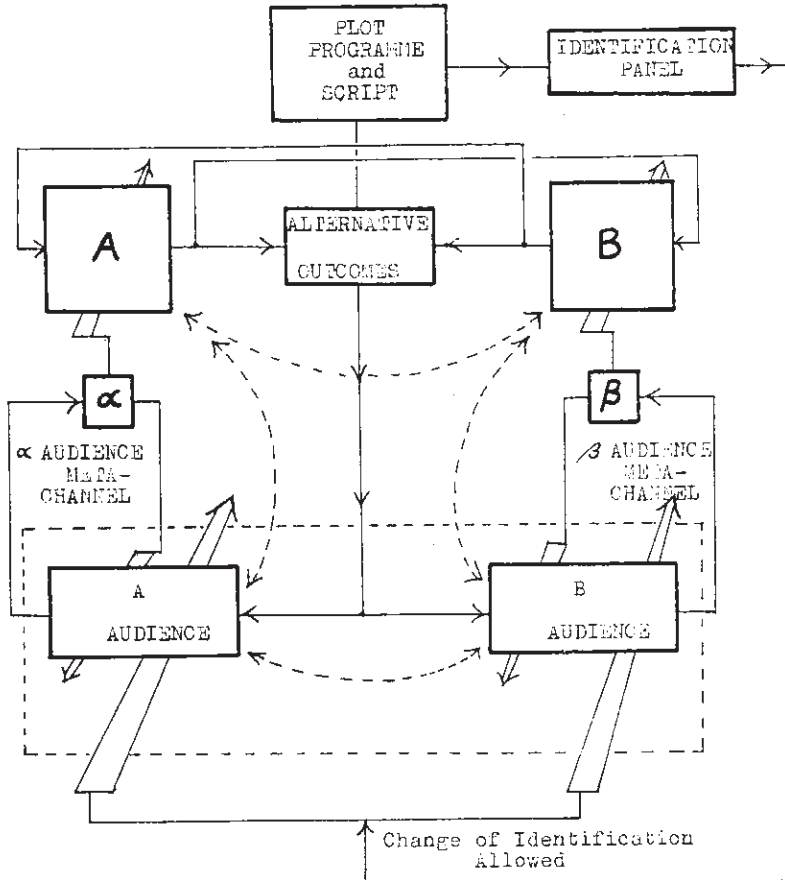 PLOT
PROGRAMME
and
SCRIPT
IDENTIFICATION
PANEL
A
ALTERNATIVE
OUTCOMES
B
α
β
α AUDIENCE
META-
CHANNEL
β AUDIENCE
META-
CHANNEL
A
AUDIENCE
B
AUDIENCE
Change of Identification
Allowed